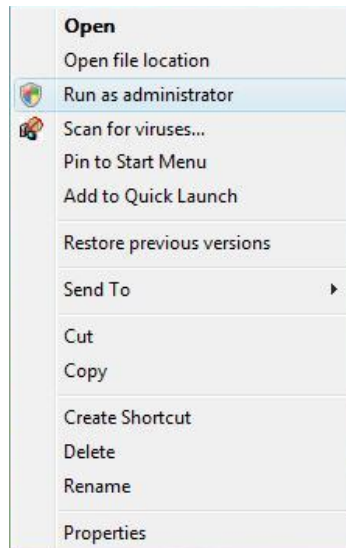 Open
Open file location
Run as administrator
Scan for viruses...
Pin to Start Menu
Add to Quick Launch
Restore previous versions
Send To
Cut
Copy
Create Shortcut
Delete
Rename
Properties